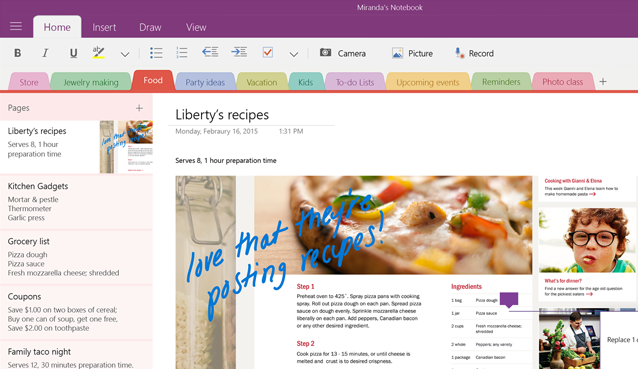 Miranda's Notebook
Home Insert Draw View
B I U ab Camera Picture Record
Store Jewelry making Food Party ideas Vacation Kids To-do Lists Upcoming events Reminders Photo class +
Pages +
Liberty's recipes
Serves 8, 1 hour
preparation time
Kitchen Gadgets
Mortar & pestle
Thermometer
Garlic press
Grocery list
Pizza dough
Pizza sauce
Fresh mozzarella cheese; shredded
Coupons
Save $1.00 on two boxes of cereal;
Buy one can of soup, get one free,
Save $2.00 on toothpaste
Family taco night
Serves 12, 30 minutes preparation time.
Liberty's recipes
Monday, Febraury 16, 2015 1:31 PM
Serves 8, 1 hour preparation time
love that they're
posting recipes!
Step 1
Preheat oven to 425˚. Spray pizza pans with cooking
spray. Roll out pizza dough on each pan. Spread pizza
sauce on dough evenly. Sprinkle mozzarella cheese
liberally on each pan. Add peppers, Canadian bacon
or any other desired ingredient.
Step 2
Cook pizza for 13 - 15 minutes, or until cheese is
melted and crust is to desired crispness.
Ingredients
1 bag Pizza dough
1 jar Pizza sauce
2 cups Fresh mozzarella cheese;
shredded
2 whole Peppers: any variety
1 package Canadian bacon
Cooking with Gianni & Elena
This week Gianni and Elena learn how to
make homemade pasta
What's for dinner?
Find a new answer for the age old question
for the pickiest eaters
Replace 1